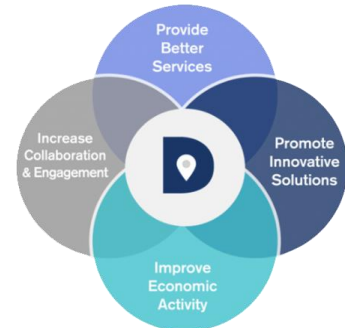 Provide
Better
Services
Increase
Collaboration
& Engagement
D
Promote
Innovative
Solutions
Improve
Economic
Activity